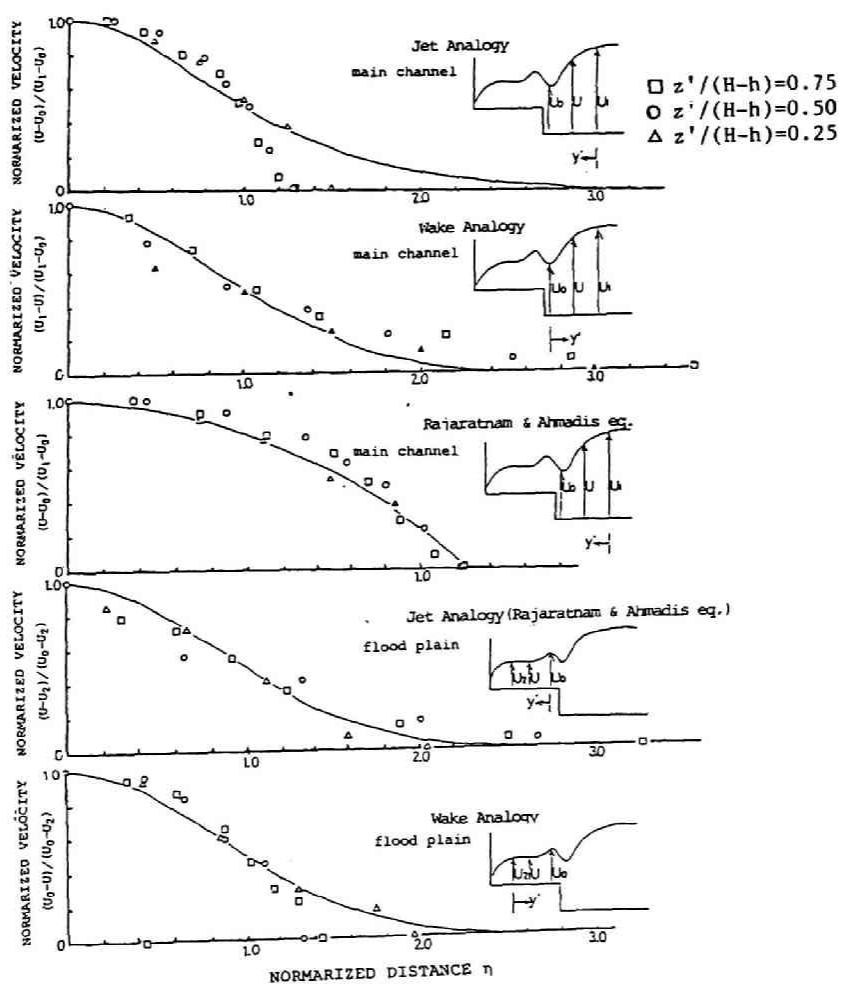 NORMARIZED VELOCITY
(U-U₀)/(U₁-U₀)
1.0
0
1.0
2.0
3.0
Jet Analogy
main channel
U₀ U U₁
y'
□ z'/(H-h)=0.75
○ z'/(H-h)=0.50
△ z'/(H-h)=0.25
NORMARIZED VELOCITY
(U₁-U)/(U₁-U₀)
1.0
0
1.0
2.0
3.0
Wake Analogy
main channel
U₀ U U₁
y'
NORMARIZED VELOCITY
(U-U₀)/(U₁-U₀)
1.0
0
1.0
Rajaratnam & Ahmadis eq.
main channel
U₀ U U₁
y'
NORMARIZED VELOCITY
(U-U₂)/(U₀-U₂)
1.0
0
1.0
2.0
3.0
Jet Analogy(Rajaratnam & Ahmadis eq.)
flood plain
U₂ U U₀
y'
NORMARIZED VELOCITY
(U₀-U)/(U₀-U₂)
1.0
0
1.0
2.0
3.0
Wake Analogy
flood plain
U₂ U U₀
y'
NORMARIZED DISTANCE η